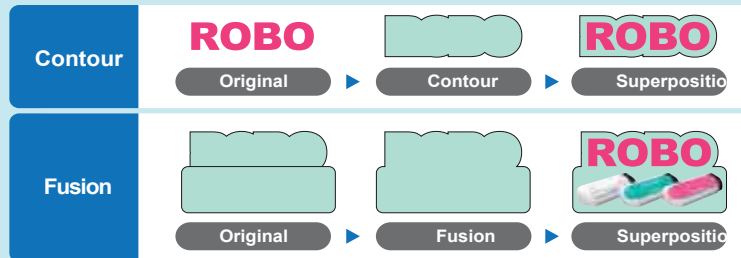 Contour
ROBO
ROBO
Original
Contour
Superpositio
Fusion
ROBO
Original
Fusion
Superpositio